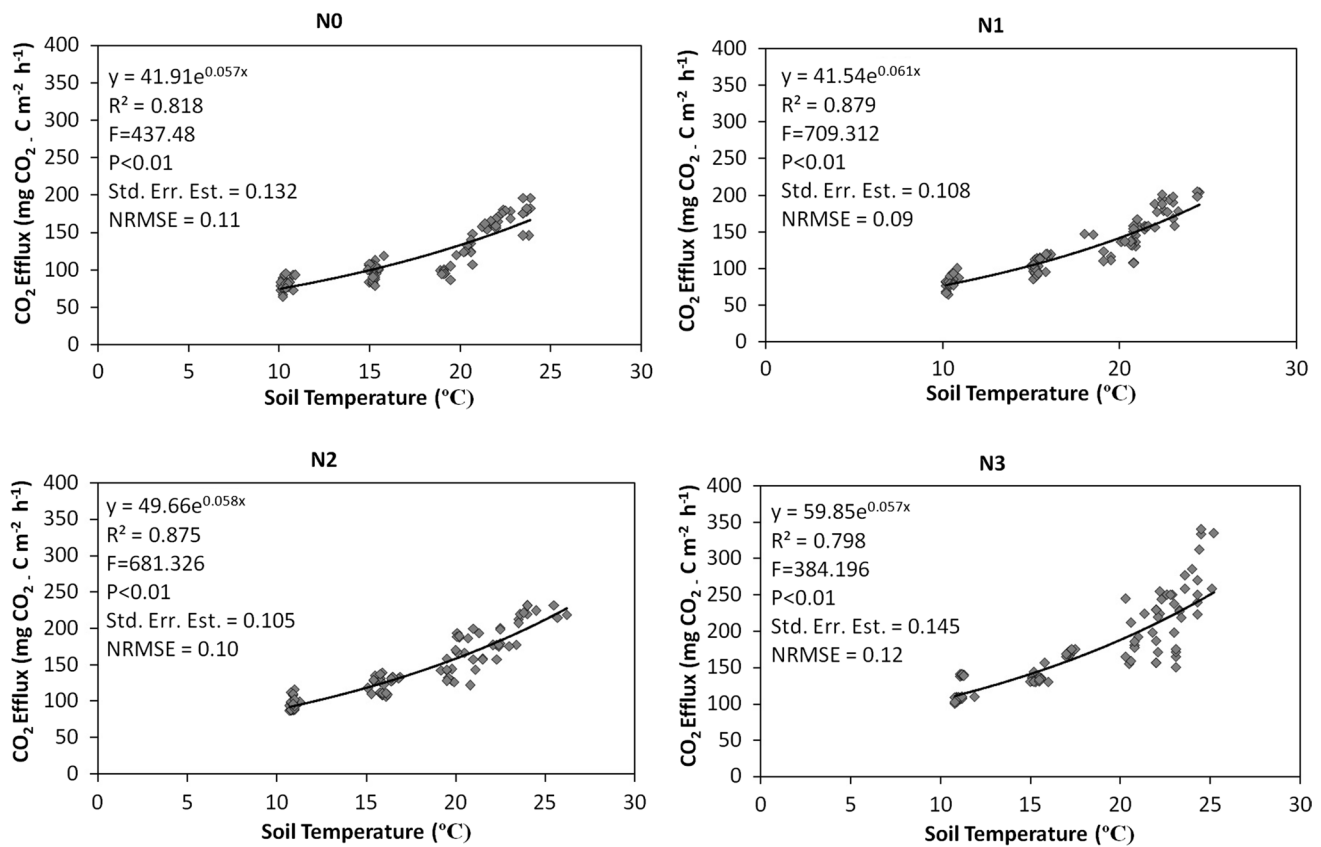 N0
400
350
300
250
200
150
100
50
0
CO₂ Efflux (mg CO₂ - C m⁻² h⁻¹)
y = 41.91e^0.057x
R² = 0.818
F=437.48
P<0.01
Std. Err. Est. = 0.132
NRMSE = 0.11
0 5 10 15 20 25 30
Soil Temperature (°C)
N1
400
350
300
250
200
150
100
50
0
CO₂ Efflux (mg CO₂ - C m⁻² h⁻¹)
y = 41.54e^0.061x
R² = 0.879
F=709.312
P<0.01
Std. Err. Est. = 0.108
NRMSE = 0.09
0 10 20 30
Soil Temperature (°C)
N2
400
350
300
250
200
150
100
50
0
CO₂ Efflux (mg CO₂ - C m⁻² h⁻¹)
y = 49.66e^0.058x
R² = 0.875
F=681.326
P<0.01
Std. Err. Est. = 0.105
NRMSE = 0.10
0 5 10 15 20 25 30
Soil Temperature (°C)
N3
400
350
300
250
200
150
100
50
0
CO₂ Efflux (mg CO₂ - C m⁻² h⁻¹)
y = 59.85e^0.057x
R² = 0.798
F=384.196
P<0.01
Std. Err. Est. = 0.145
NRMSE = 0.12
0 5 10 15 20 25 30
Soil Temperature (°C)